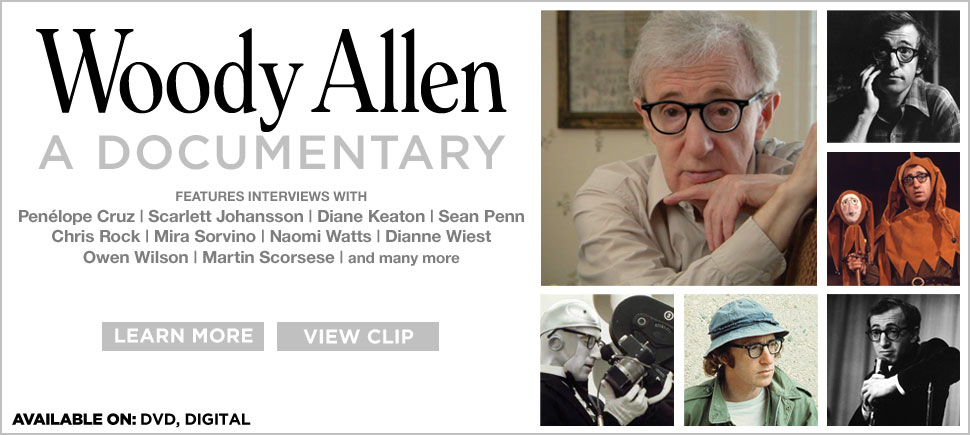 Woody Allen
A DOCUMENTARY
FEATURES INTERVIEWS WITH
Penélope Cruz | Scarlett Johansson | Diane Keaton | Sean Penn
Chris Rock | Mira Sorvino | Naomi Watts | Dianne Wiest
Owen Wilson | Martin Scorsese | and many more
LEARN MORE
VIEW CLIP
AVAILABLE ON: DVD, DIGITAL